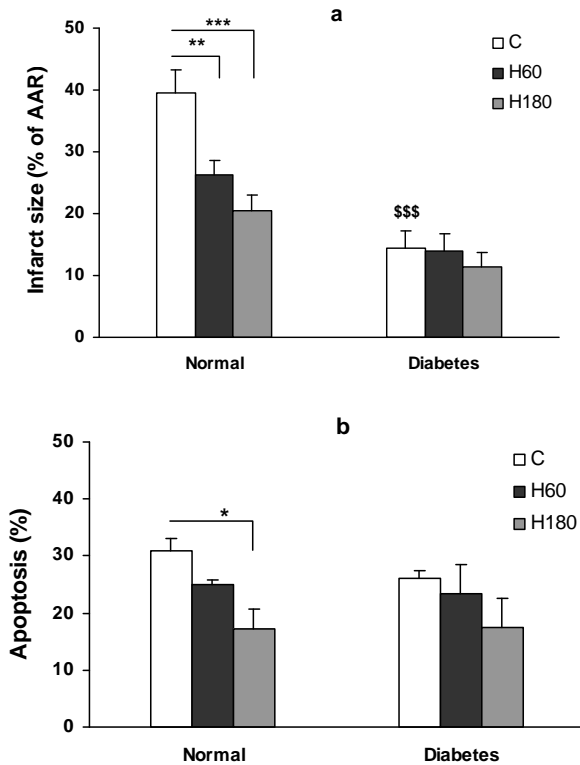 a
50
40
30
20
10
0
Infarct size (% of AAR)
***
**
$$$
C
H60
H180
Normal Diabetes
b
50
40
30
20
10
0
Apoptosis (%)
*
C
H60
H180
Normal Diabetes